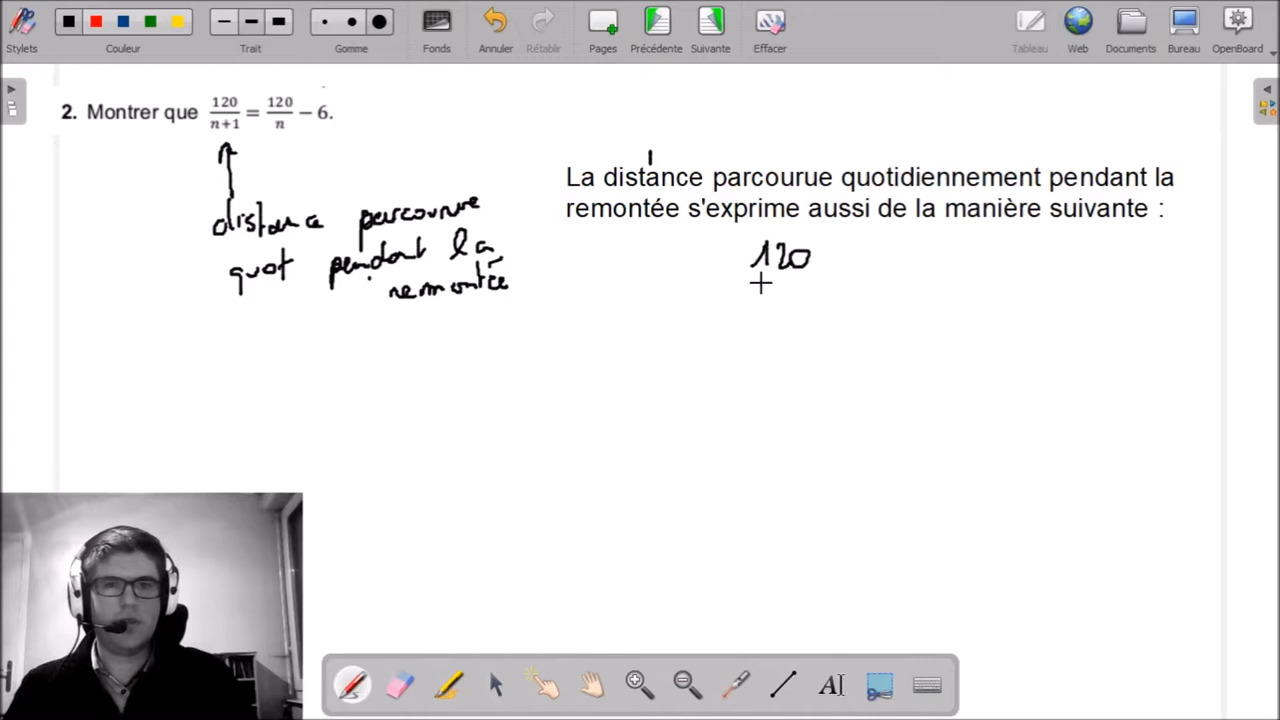 Stylets Couleur Trait Gomme Fonds Annuler Rétablir Pages Précédente Suivante Effacer Tableau Web Documents Bureau OpenBoard
2. Montrer que 120/n+1 = 120/n − 6.
La distance parcourue quotidiennement pendant la
remontée s'exprime aussi de la manière suivante :
distance parcourue
quot pendant la
remontée
120
AI